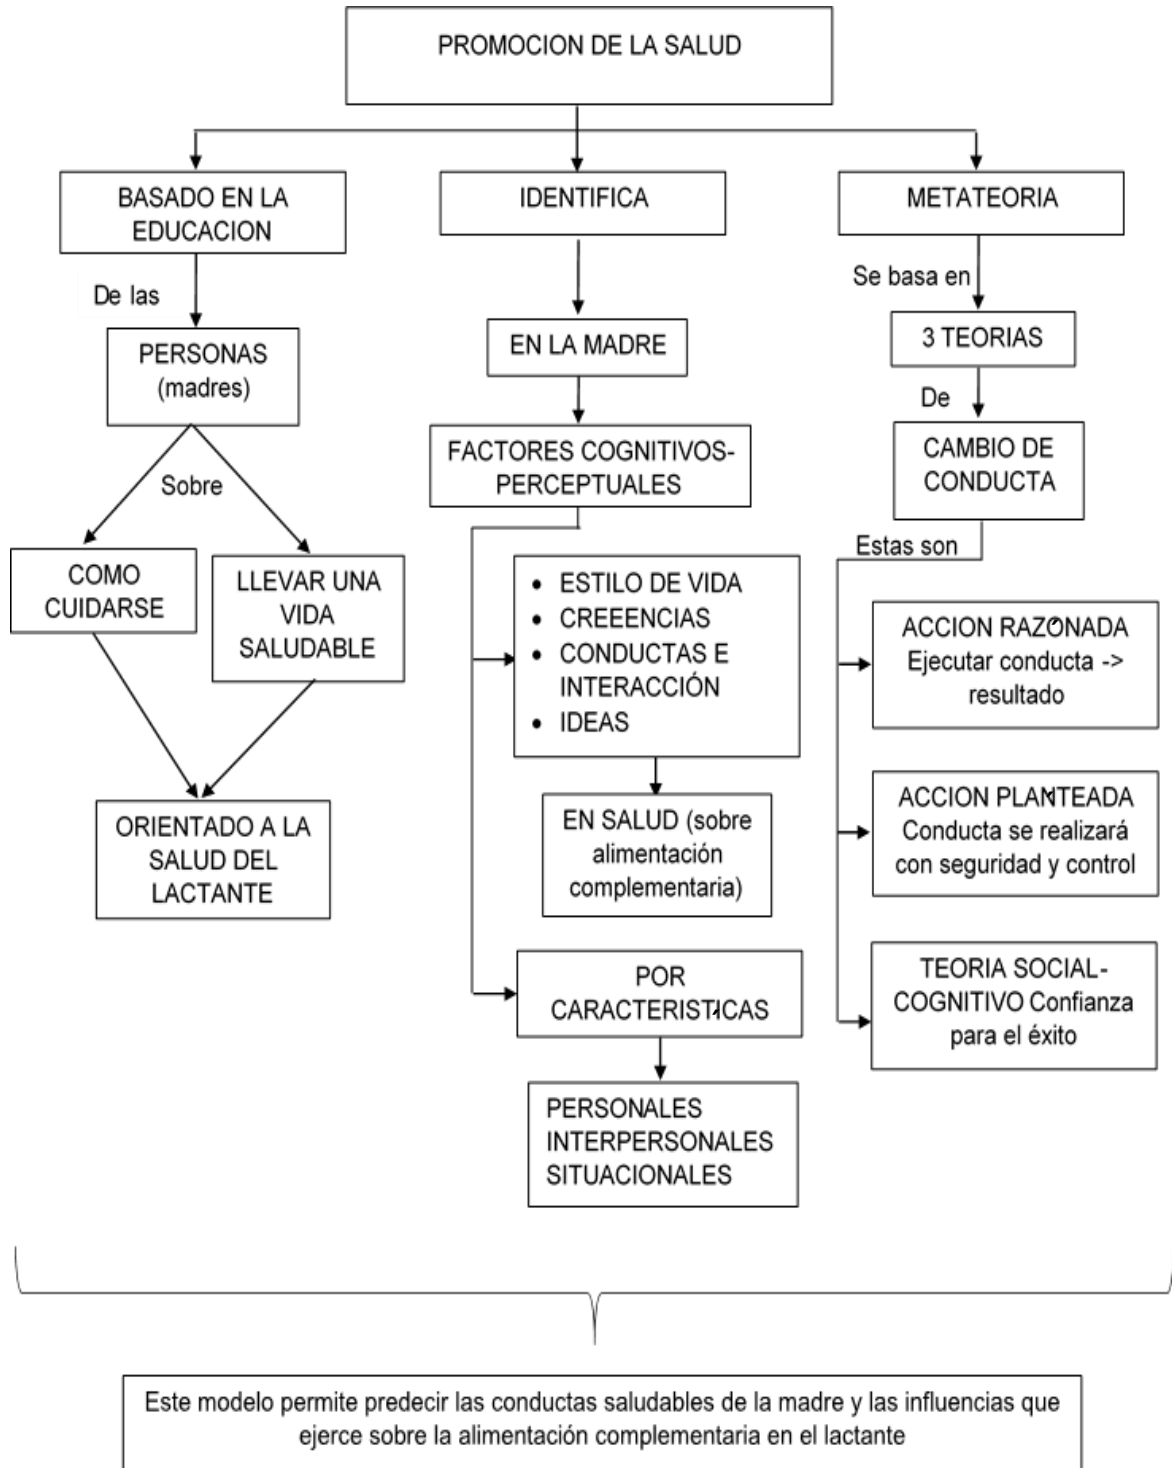 PROMOCION DE LA SALUD
BASADO EN LA
EDUCACION
De las
PERSONAS
(madres)
Sobre
COMO
CUIDARSE
LLEVAR UNA
VIDA
SALUDABLE
ORIENTADO A LA
SALUD DEL
LACTANTE
IDENTIFICA
EN LA MADRE
FACTORES COGNITIVOS-
PERCEPTUALES
• ESTILO DE VIDA
• CREEENCIAS
• CONDUCTAS E
INTERACCIÓN
• IDEAS
EN SALUD (sobre
alimentación
complementaria)
POR
CARACTERISTICAS
PERSONALES
INTERPERSONALES
SITUACIONALES
METATEORIA
Se basa en
3 TEORIAS
De
CAMBIO DE
CONDUCTA
Estas son
ACCION RAZONADA
Ejecutar conducta ->
resultado
ACCION PLANTEADA
Conducta se realizará
con seguridad y control
TEORIA SOCIAL-
COGNITIVO Confianza
para el éxito
Este modelo permite predecir las conductas saludables de la madre y las influencias que
ejerce sobre la alimentación complementaria en el lactante